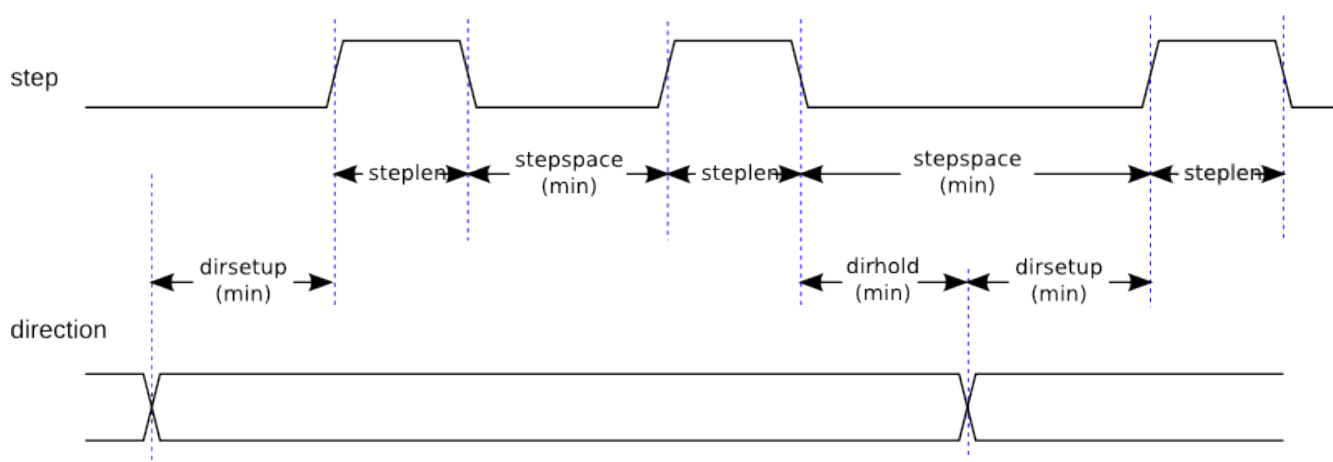 step
steplen
stepspace
(min)
steplen
stepspace
(min)
steplen
dirsetup
(min)
dirhold
(min)
dirsetup
(min)
direction